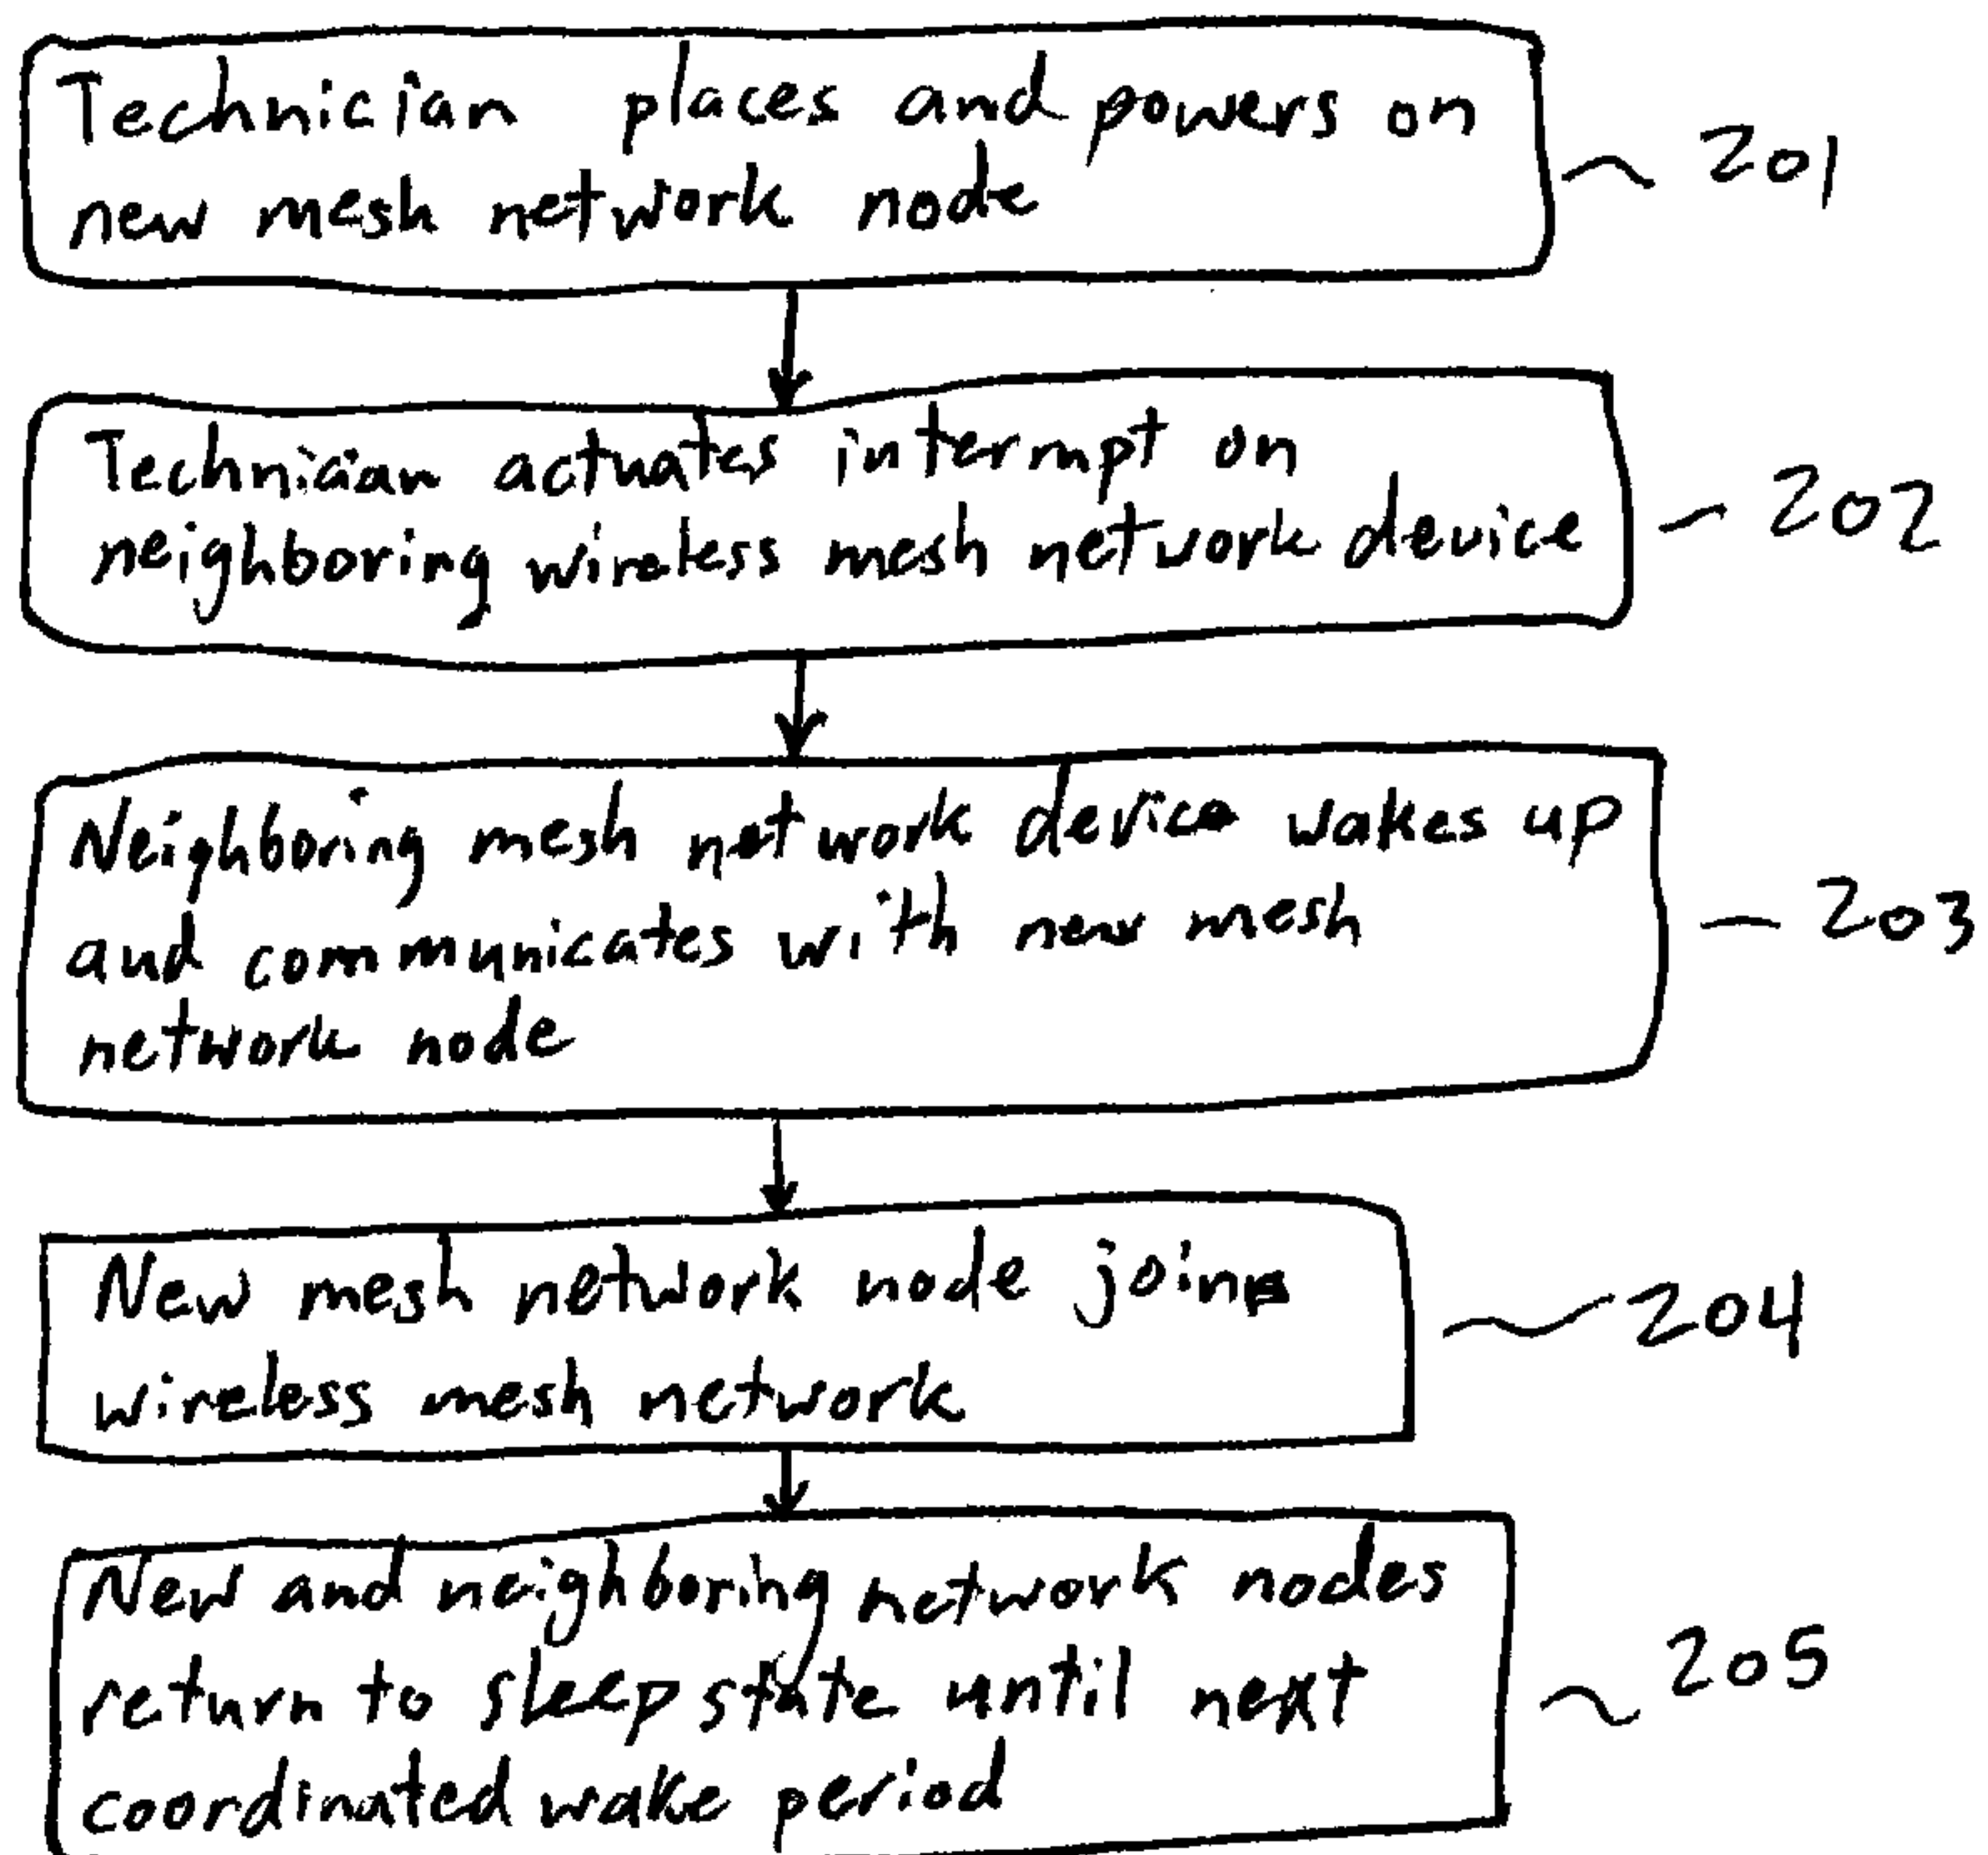 Technician places and powers on
new mesh network node
201
Technician actuates interrupt on
neighboring wireless mesh network device
202
Neighboring mesh network device wakes up
and communicates with new mesh
network node
203
New mesh network node joins
wireless mesh network
204
New and neighboring network nodes
return to sleep state until next
coordinated wake period
205